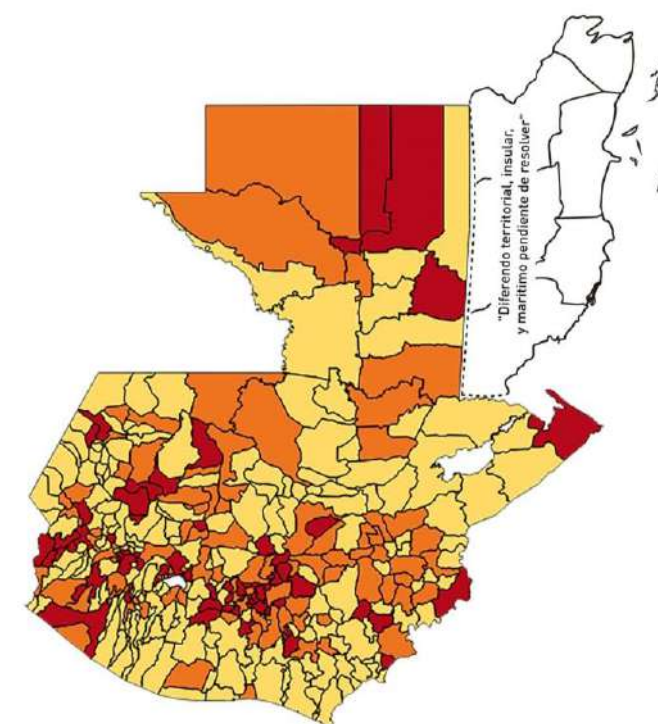 "Diferendo territorial, insular,
y marítimo pendiente de resolver"